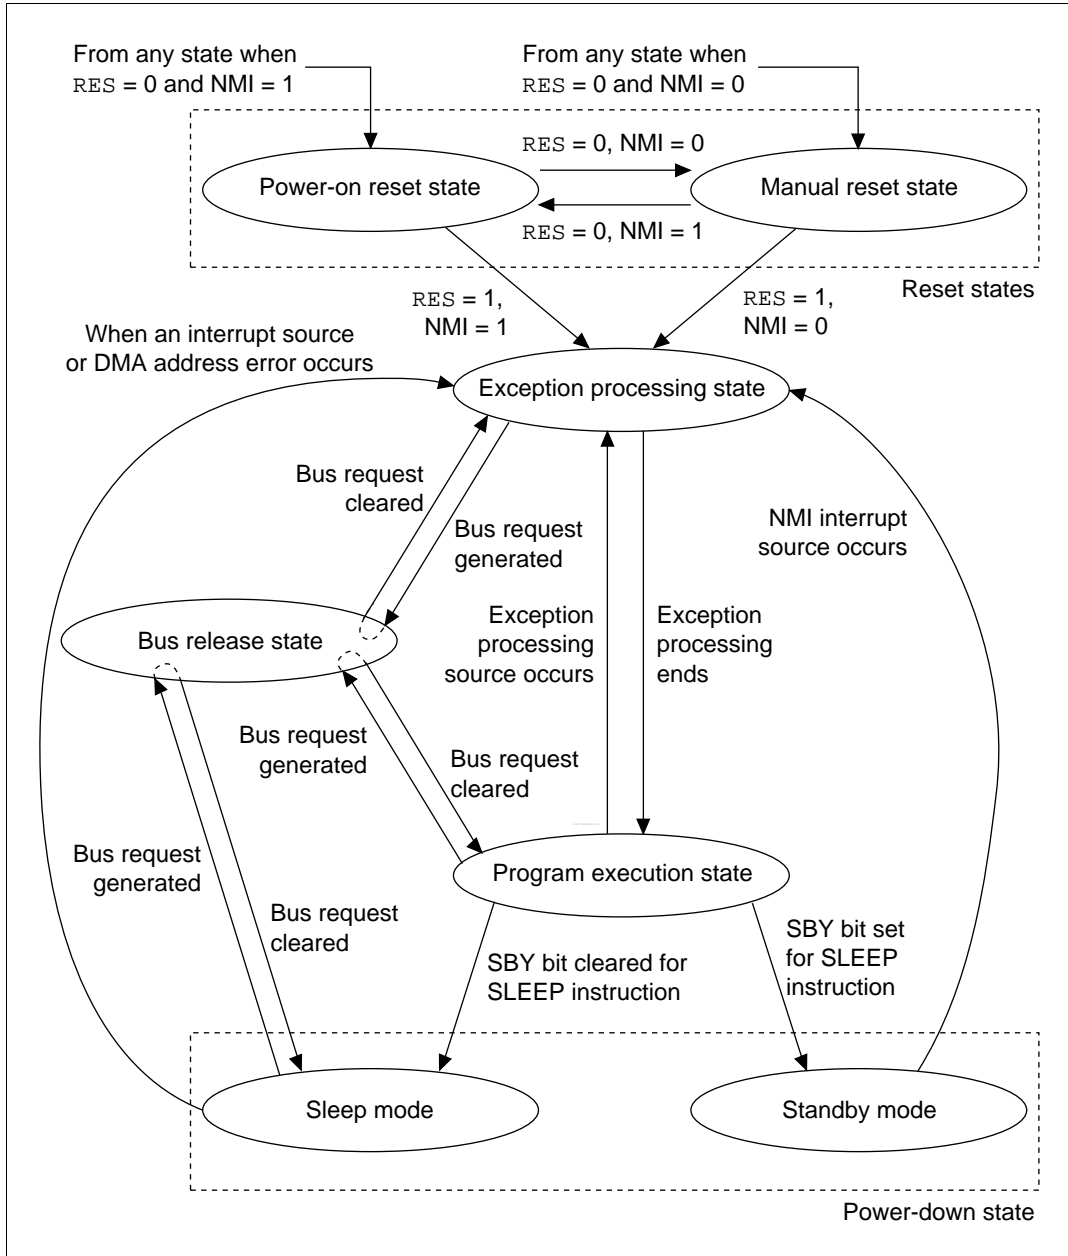 From any state when
RES = 0 and NMI = 1
From any state when
RES = 0 and NMI = 0
RES = 0, NMI = 0
Power-on reset state
Manual reset state
RES = 0, NMI = 1
Reset states
RES = 1,
NMI = 1
RES = 1,
NMI = 0
When an interrupt source
or DMA address error occurs
Exception processing state
Bus request
cleared
Bus request
generated
NMI interrupt
source occurs
Exception
processing
source occurs
Exception
processing
ends
Bus release state
Bus request
generated
Bus request
cleared
Bus request
generated
Bus request
cleared
Program execution state
SBY bit cleared for
SLEEP instruction
SBY bit set
for SLEEP
instruction
Sleep mode
Standby mode
Power-down state